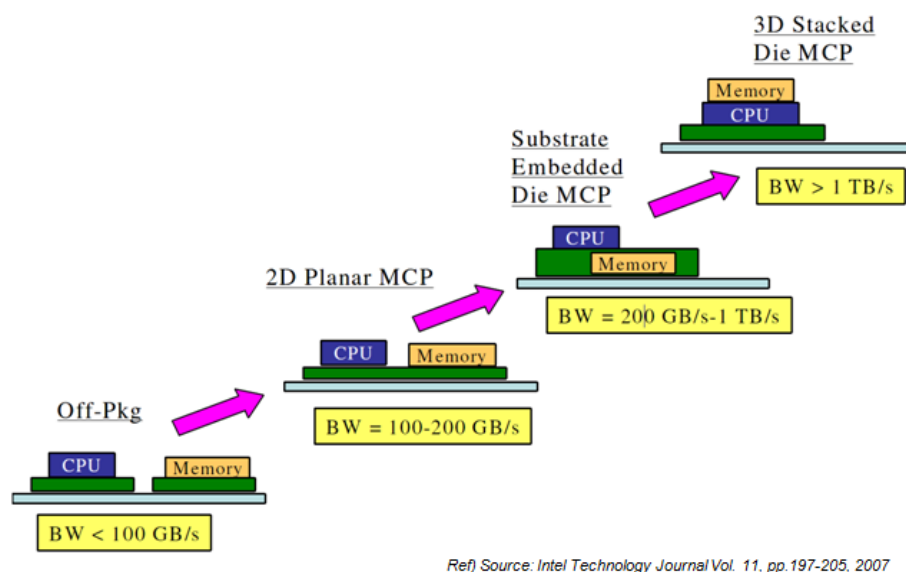 3D Stacked
Die MCP
Memory
CPU
BW > 1 TB/s
Substrate
Embedded
Die MCP
CPU
Memory
BW = 200 GB/s-1 TB/s
2D Planar MCP
CPU
Memory
BW = 100-200 GB/s
Off-Pkg
CPU
Memory
BW < 100 GB/s
Ref) Source: Intel Technology Journal Vol. 11, pp.197-205, 2007